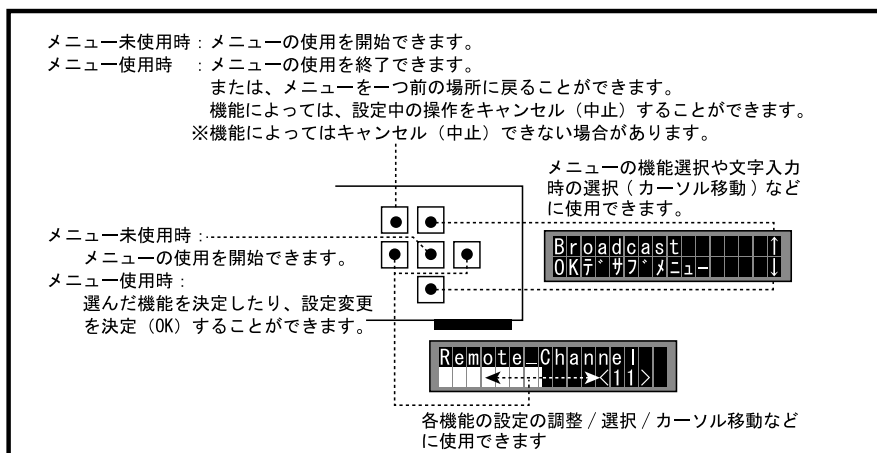 メニュー未使用時：メニューの使用を開始できます。
メニュー使用時　：メニューの使用を終了できます。
または、メニューを一つ前の場所に戻ることができます。
機能によっては、設定中の操作をキャンセル（中止）することができます。
※機能によってはキャンセル（中止）できない場合があります。
メニューの機能選択や文字入力
時の選択（カーソル移動）など
に使用できます。
メニュー未使用時：
メニューの使用を開始できます。
メニュー使用時：
選んだ機能を決定したり、設定変更
を決定（OK）することができます。
Broadcast ↑
OKデサブメニュー ↓
Remote_Channel
<11>
各機能の設定の調整／選択／カーソル移動など
に使用できます